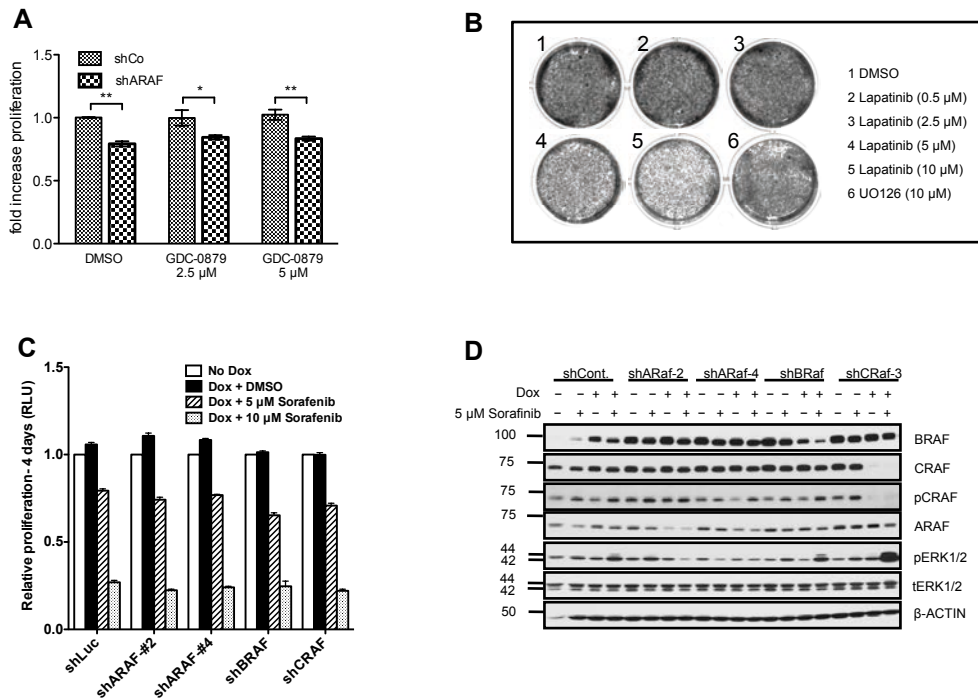 A
shCo
shARAF
fold increase proliferation
1.5
1.0
0.5
0.0
** * **
DMSO
GDC-0879
2.5 µM
GDC-0879
5 µM
B
1 2 3
4 5 6
1 DMSO
2 Lapatinib (0.5 µM)
3 Lapatinib (2.5 µM)
4 Lapatinib (5 µM)
5 Lapatinib (10 µM)
6 UO126 (10 µM)
C
Relative proliferation- 4 days (RLU)
1.5
1.0
0.5
0.0
No Dox
Dox + DMSO
Dox + 5 µM Sorafenib
Dox + 10 µM Sorafenib
shLuc
shARAF-#2
shARAF-#4
shBRAF
shCRAF
D
shCont. shARaf-2 shARaf-4 shBRaf shCRaf-3
Dox − − + + − − + + − − + + − − + + − − + +
5 µM Sorafinib − + − + − + − + − + − + − + − + − + − +
100 BRAF
75 CRAF
75 pCRAF
75 ARAF
44
42 pERK1/2
44
42 tERK1/2
50 β-ACTIN